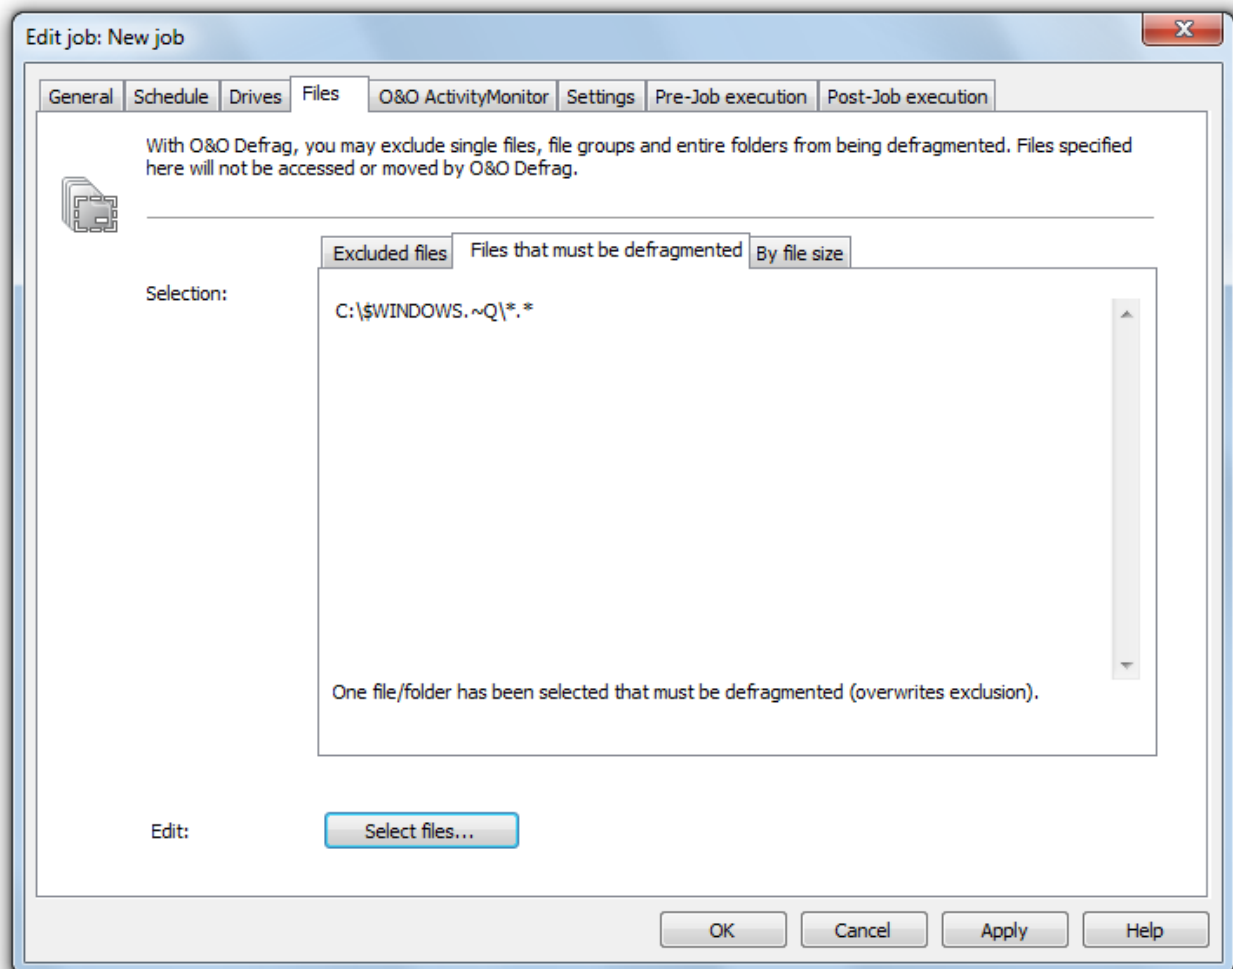 Edit job: New job
X
General Schedule Drives Files O&O ActivityMonitor Settings Pre-Job execution Post-Job execution
With O&O Defrag, you may exclude single files, file groups and entire folders from being defragmented. Files specified
here will not be accessed or moved by O&O Defrag.
Excluded files Files that must be defragmented By file size
Selection:
C:\$WINDOWS.~Q\*.*
One file/folder has been selected that must be defragmented (overwrites exclusion).
Edit: Select files...
OK Cancel Apply Help